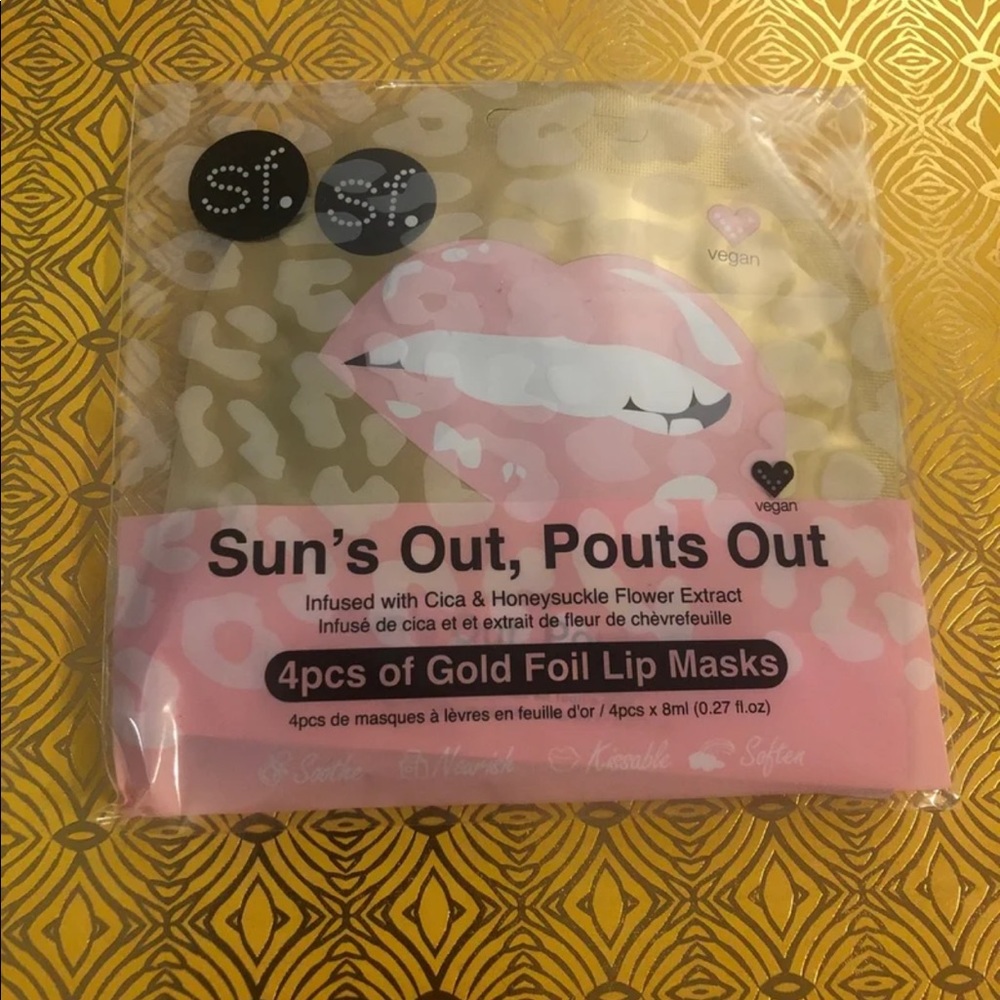 sf. sf.
vegan
vegan
Sun's Out, Pouts Out
Infused with Cica & Honeysuckle Flower Extract
Infusé de cica et et extrait de fleur de chèvrefeuille
4pcs of Gold Foil Lip Masks
4pcs de masques à lèvres en feuille d'or / 4pcs x 8ml (0.27 fl.oz)
Soothe Nourish Kissable Soften